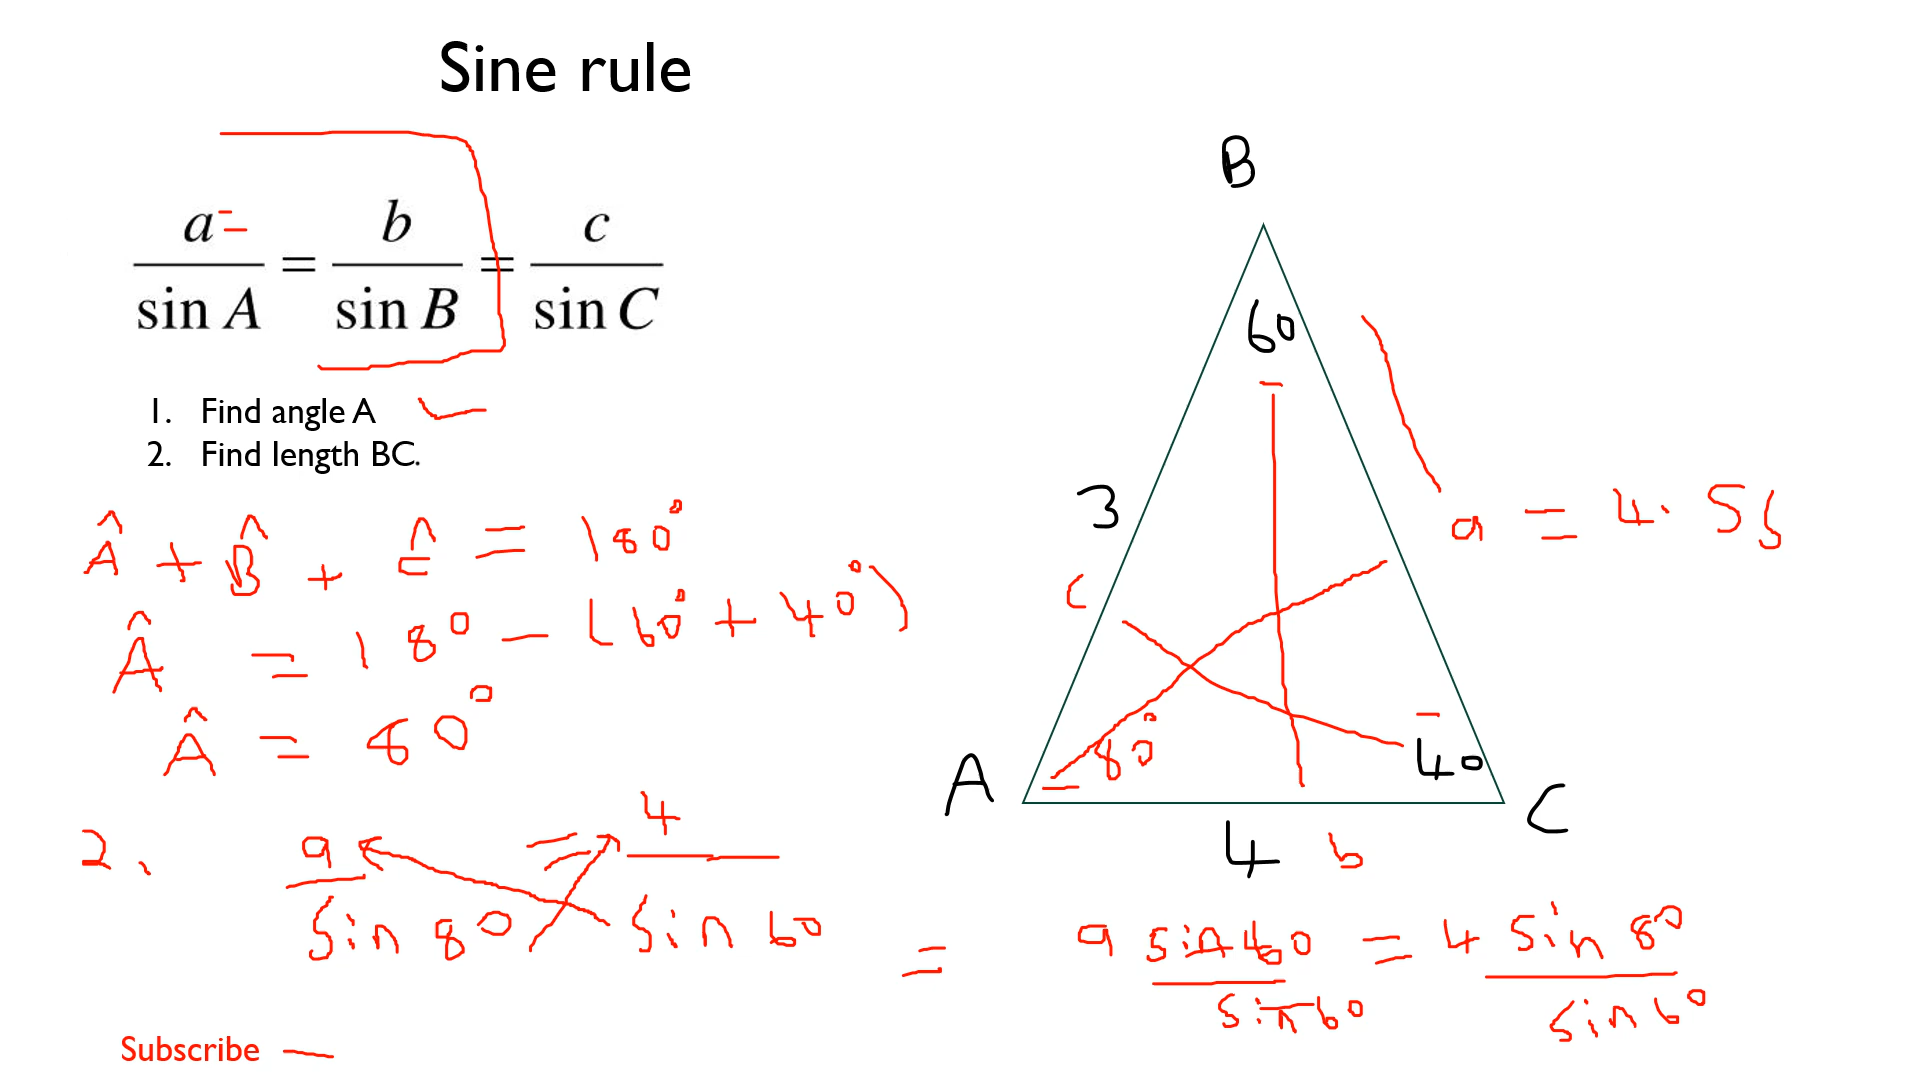 Sine rule
a/sin A = b/sin B = c/sin C
1. Find angle A
2. Find length BC.
Â + B̂ + Ĉ = 180°
Â = 180 - (60° + 40°)
Â = 80°
2. a/sin 80 = 4/sin 60
= a sin 60/sin 60 = 4 sin 80/sin 60
Subscribe
B
60
3
c
a = 4.55
A
80°
40
C
4 b